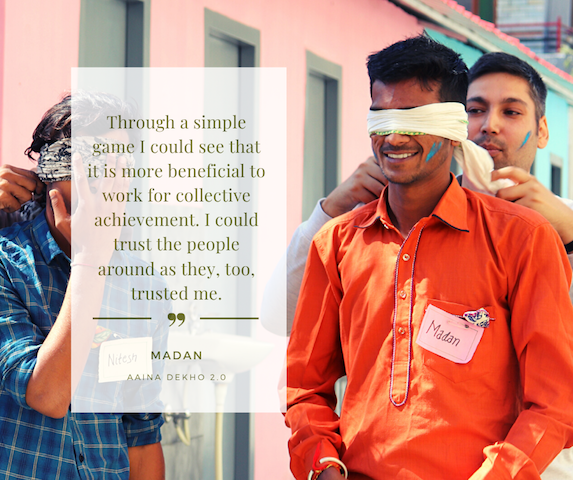 Through a simple
game I could see that
it is more beneficial to
work for collective
achievement. I could
trust the people
around as they, too,
trusted me.
❞
MADAN
AAINA DEKHO 2.0
Nitesh
Madan